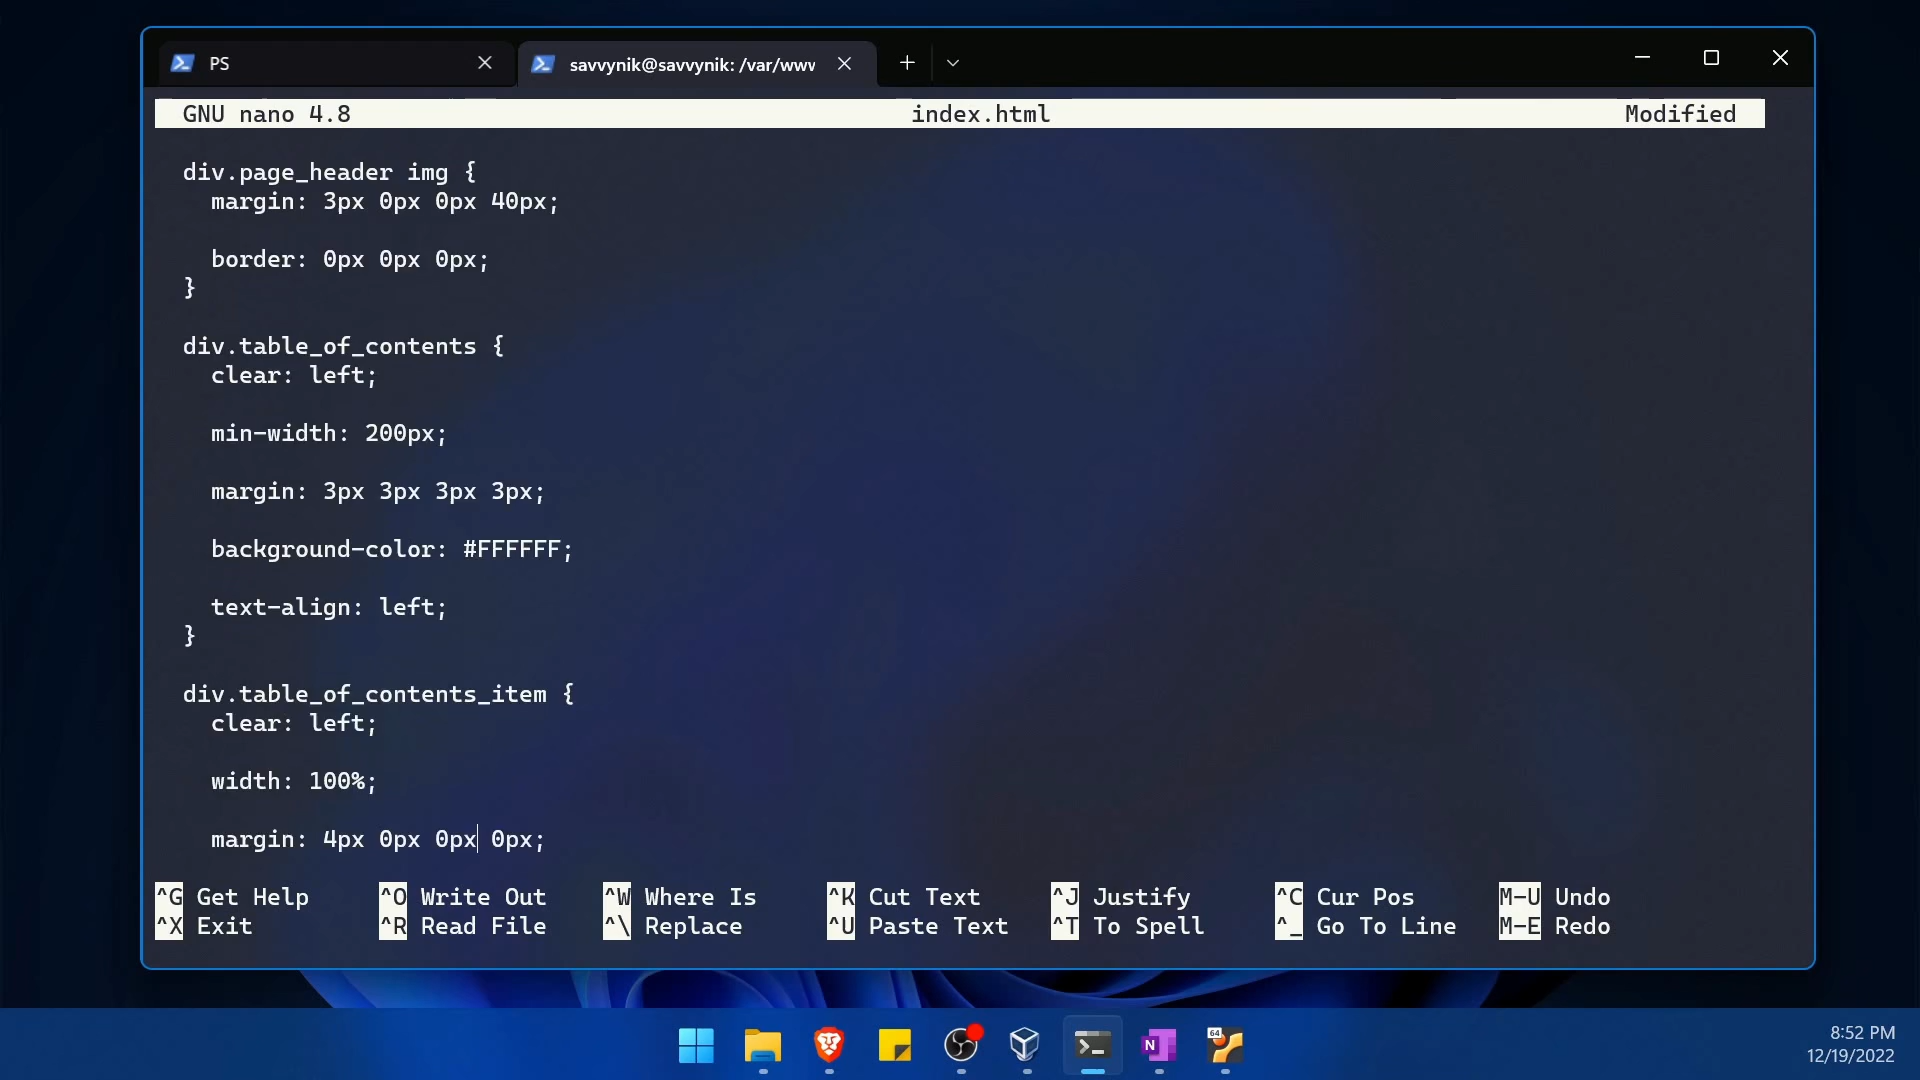 PS
savvynik@savvynik: /var/www
GNU nano 4.8 index.html Modified
div.page_header img {
margin: 3px 0px 0px 40px;
border: 0px 0px 0px;
}
div.table_of_contents {
clear: left;
min-width: 200px;
margin: 3px 3px 3px 3px;
background-color: #FFFFFF;
text-align: left;
}
div.table_of_contents_item {
clear: left;
width: 100%;
margin: 4px 0px 0px 0px;
^G Get Help ^O Write Out ^W Where Is ^K Cut Text ^J Justify ^C Cur Pos M-U Undo
^X Exit ^R Read File ^\ Replace ^U Paste Text ^T To Spell ^_ Go To Line M-E Redo
N
64
8:52 PM
12/19/2022